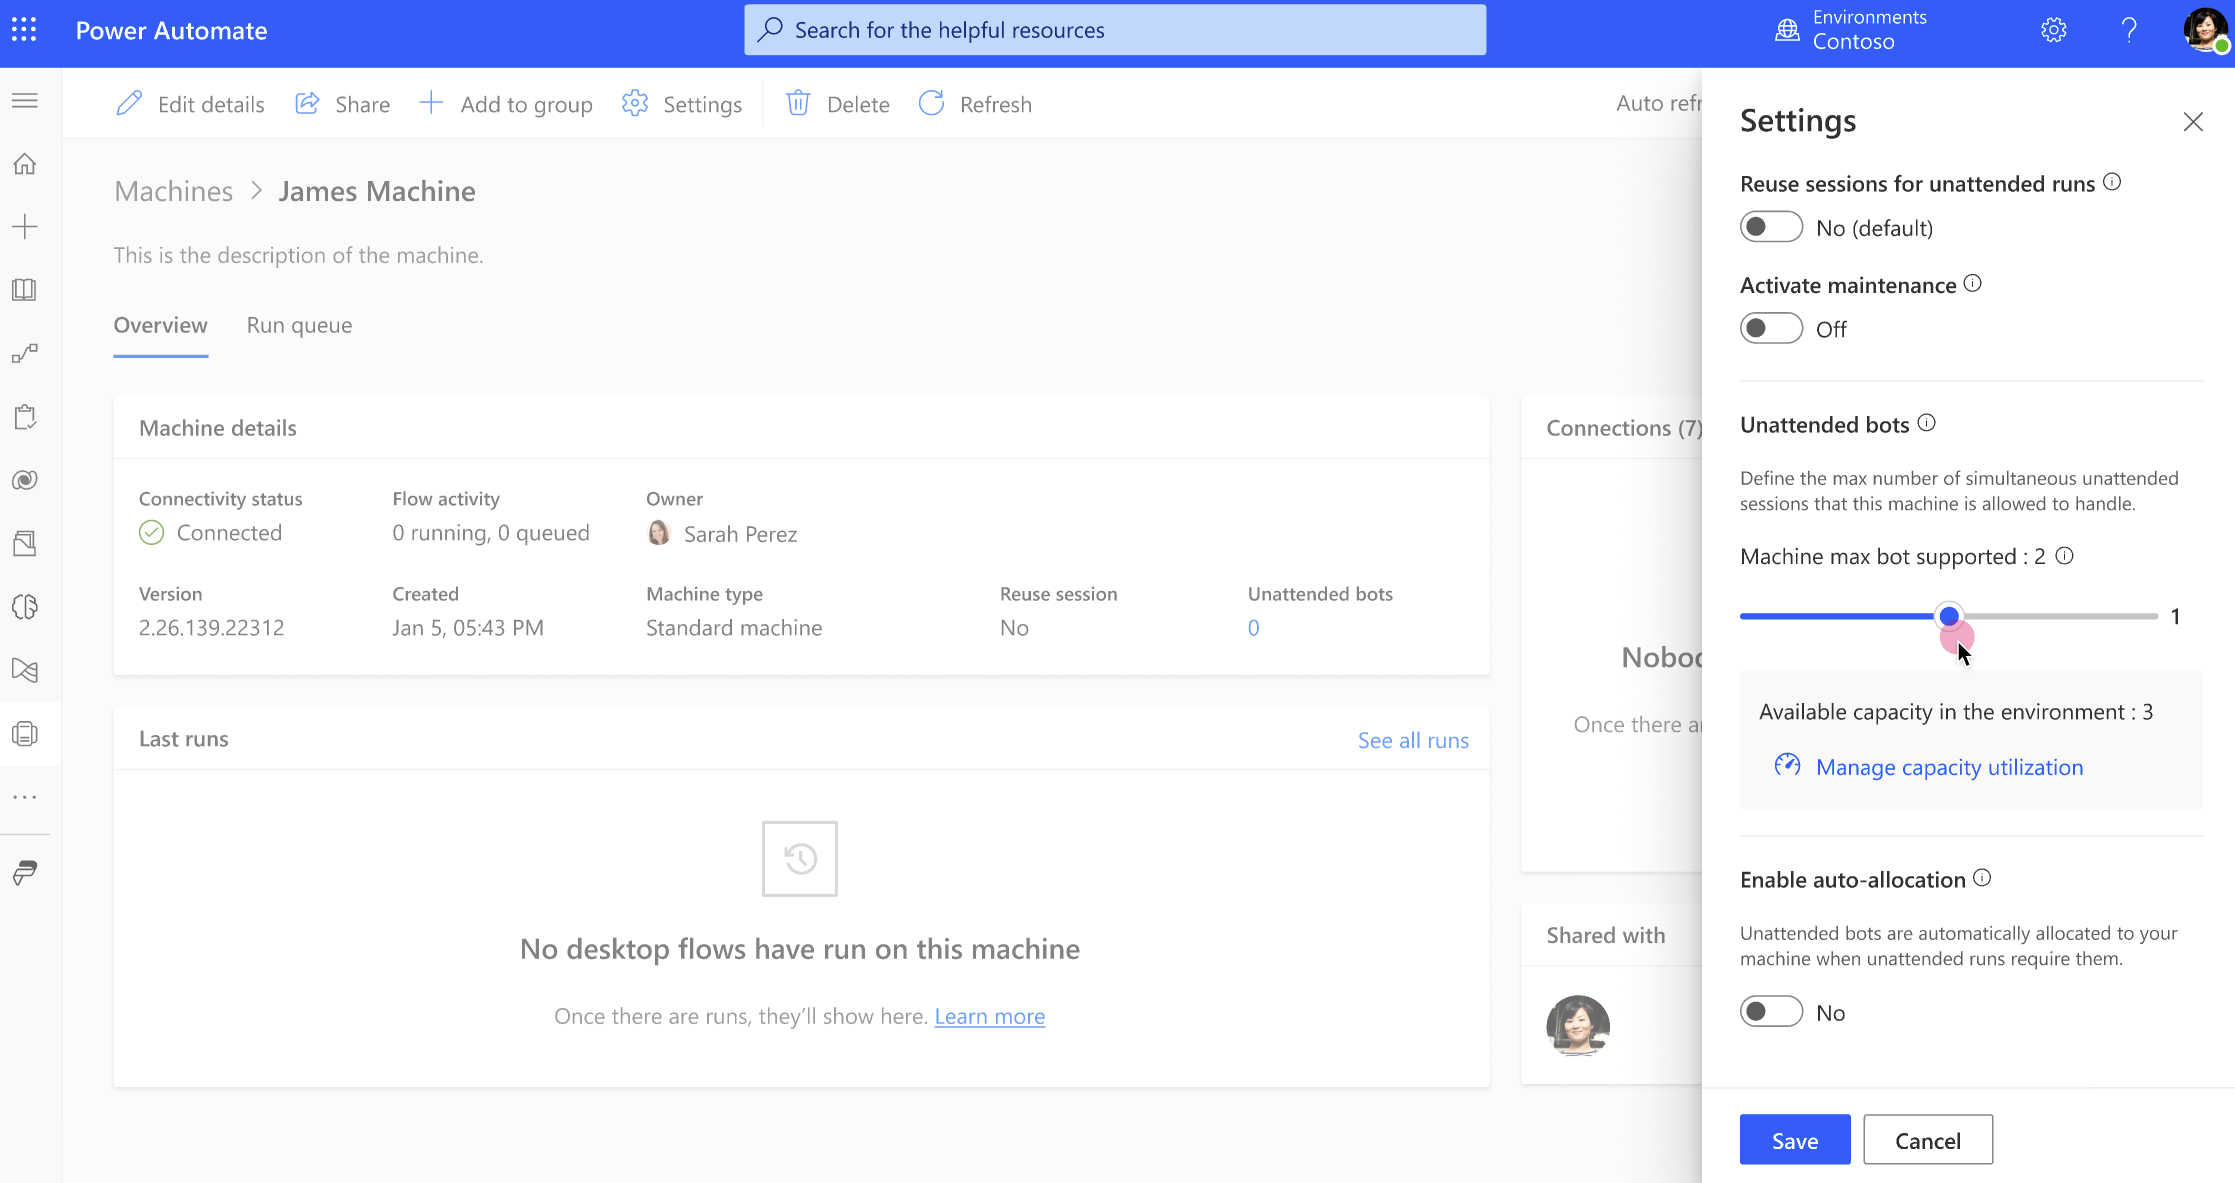 Power Automate
Search for the helpful resources
Environments
Contoso
Edit details
Share
Add to group
Settings
Delete
Refresh
Auto refr
Machines > James Machine
This is the description of the machine.
Overview
Run queue
Machine details
Connectivity status
Connected
Flow activity
0 running, 0 queued
Owner
Sarah Perez
Version
2.26.139.22312
Created
Jan 5, 05:43 PM
Machine type
Standard machine
Reuse session
No
Unattended bots
0
Last runs
See all runs
No desktop flows have run on this machine
Once there are runs, they’ll show here. Learn more
Connections (7)
Noboc
Once there ar
Shared with
Settings
Reuse sessions for unattended runs
No (default)
Activate maintenance
Off
Unattended bots
Define the max number of simultaneous unattended
sessions that this machine is allowed to handle.
Machine max bot supported : 2
1
Available capacity in the environment : 3
Manage capacity utilization
Enable auto-allocation
Unattended bots are automatically allocated to your
machine when unattended runs require them.
No
Save
Cancel